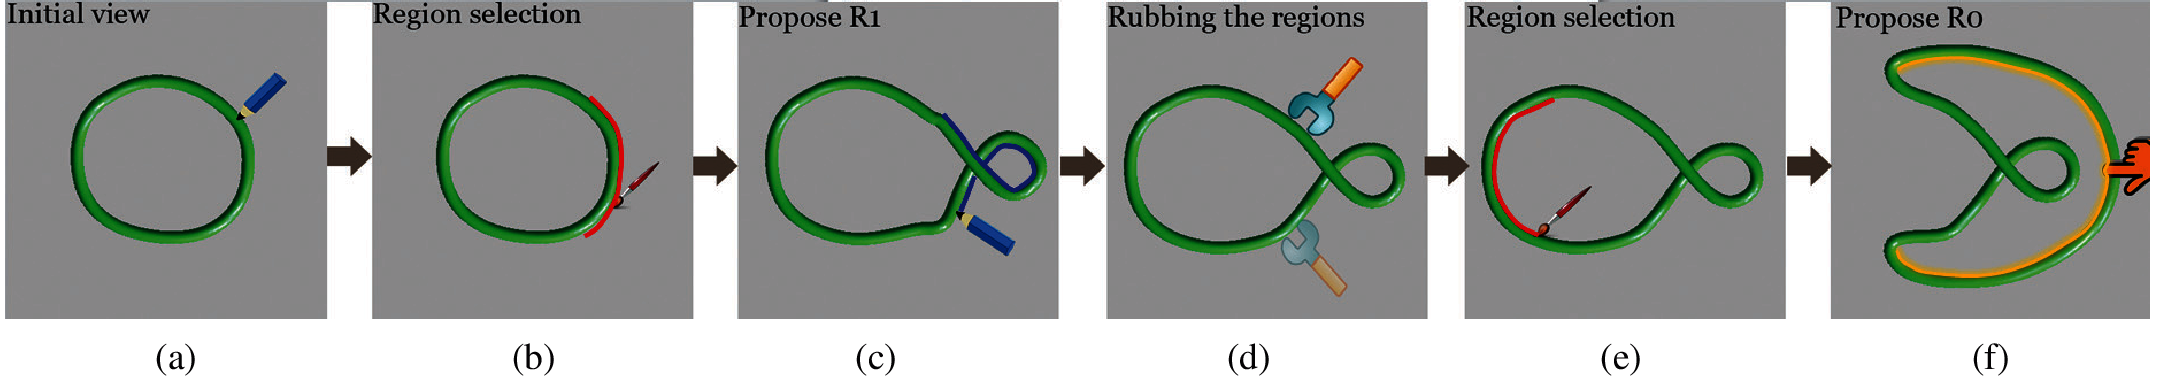 Initial view
Region selection
Propose R1
Rubbing the regions
Region selection
Propose R0
(a)
(b)
(c)
(d)
(e)
(f)